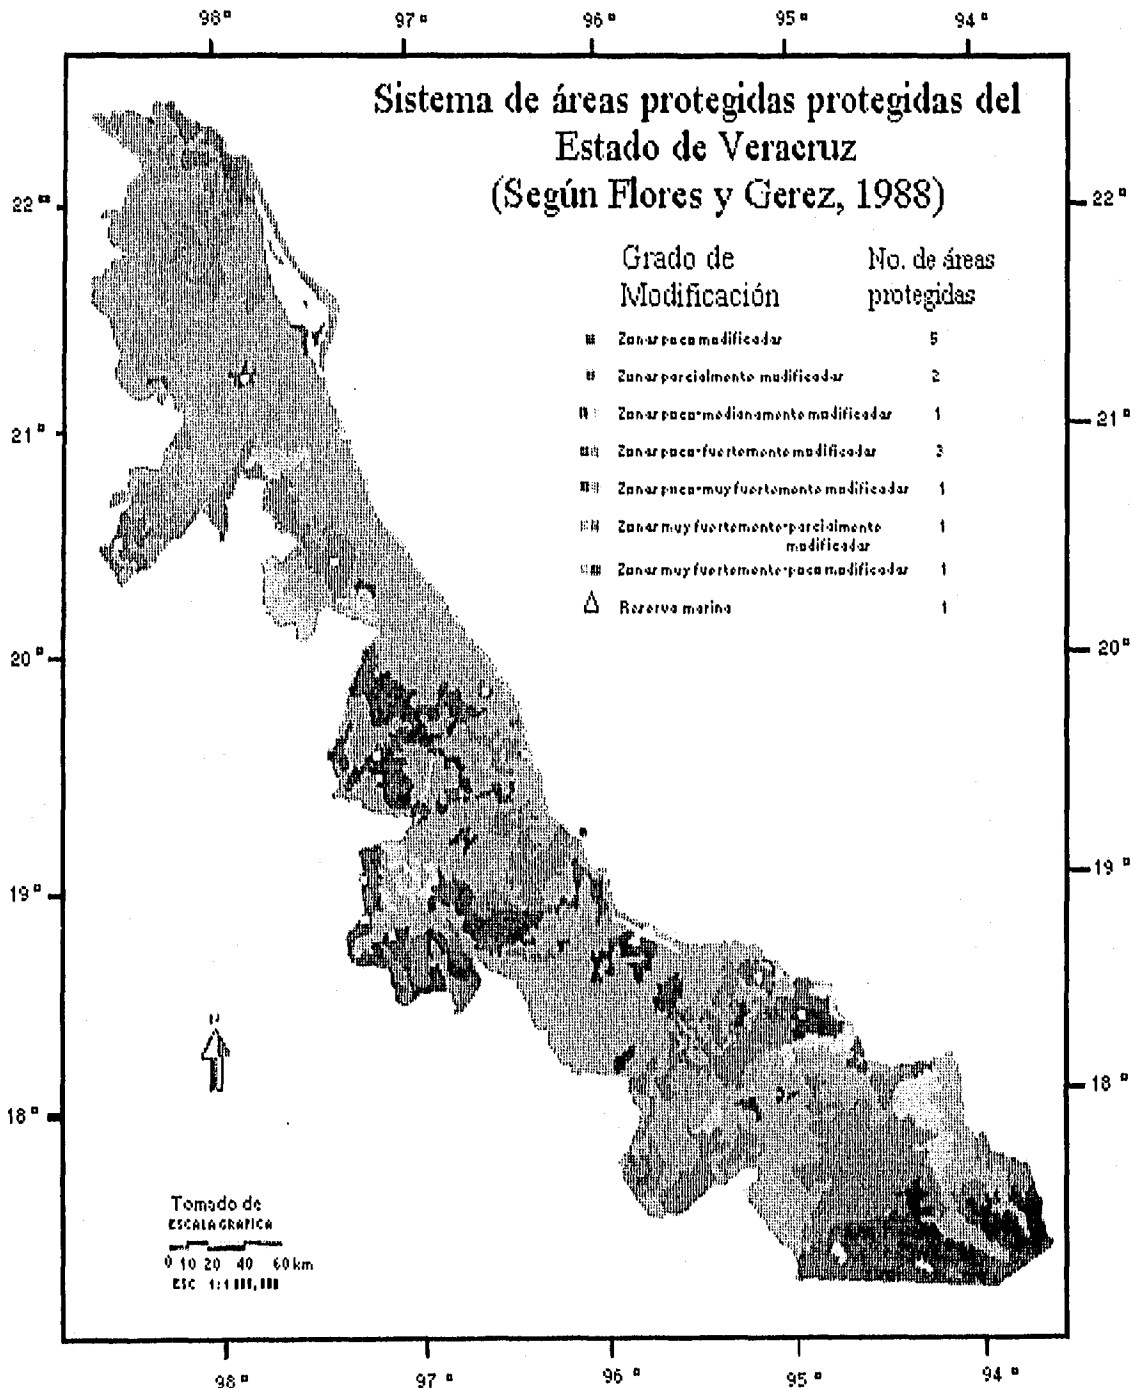 98° 97° 96° 95° 94°
Sistema de áreas protegidas protegidas del
Estado de Veracruz
(Según Flores y Gerez, 1988)
Grado de
Modificación
No. de áreas
protegidas
Zonas poco modificadas 5
Zonas parcialmente modificadas 2
Zonas poco-medianamente modificadas 1
Zonas poco-fuertemente modificadas 3
Zonas poco-muy fuertemente modificadas 1
Zonas muy fuertemente-parcialmente
modificadas 1
Zonas muy fuertemente-poco modificadas 1
Reserva marina 1
22° 22°
21° 21°
20° 20°
19° 19°
18° 18°
N
Tomado de
ESCALA GRAFICA
0 10 20 40 60 km
ESC 1:1
98° 97° 96° 95° 94°